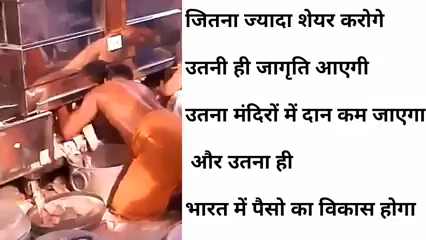 जितना ज्यादा शेयर करोगे
उतनी ही जागृति आएगी
उतना मंदिरों में दान कम जाएगा
और उतना ही
भारत में पैसो का विकास होगा